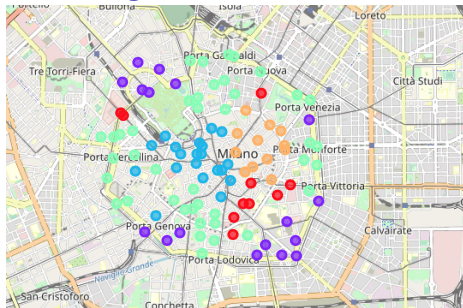 Isola
Loreto
Porta Garibaldi
Porta Nuova
Tre Torri-Fiera
Città Studi
Porta Venezia
Milano
Porta Monforte
Porta Vercellina
Porta Vittoria
Porta Genova
Calvairate
Porta Lodovica
Naviglio Grande
San Cristoforo
Conchetta